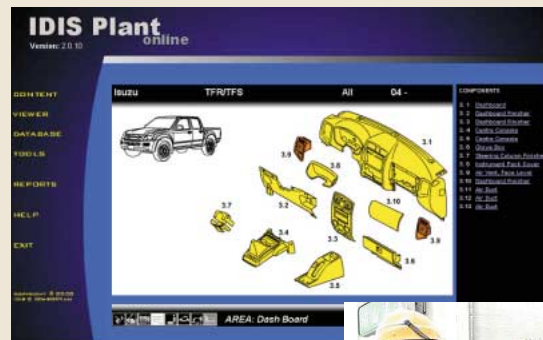 IDIS Plant
online
Version: 2.0.10
CONTENT
VIEWER
DATABASE
TOOLS
REPORTS
HELP
EXIT
Isuzu TFR/TFS All 04 -
3.1
3.9
3.8
3.2
3.10
3.7
3.4
3.3
3.9
3.6
3.5
AREA: Dash Board
COMPONENTS
3. 1 Dashboard
3. 2 Dashboard Finisher
3. 3 Dashboard Finisher
3. 4 Centre Console
3. 5 Centre Console
3. 6 Glove Box
3. 7 Steering Column Finisher
3. 8 Instrument Pack Cover
3. 9 Air Vent, Face Level
3.10 Dashboard Finisher
3.11 Air Duct
3.12 Air Duct
3.13 Air Duct